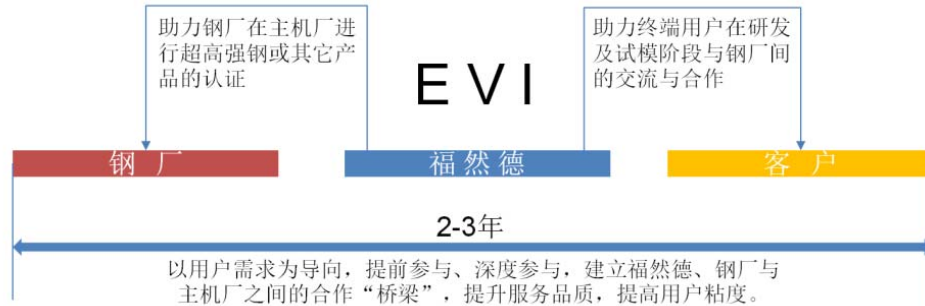 助力钢厂在主机厂进
行超高强钢或其它产
品的认证
EVI
助力终端用户在研发
及试模阶段与钢厂间
的交流与合作
钢 厂
福然德
客 户
2-3年
以用户需求为导向，提前参与、深度参与，建立福然德、钢厂与
主机厂之间的合作“桥梁”，提升服务品质，提高用户粘度。